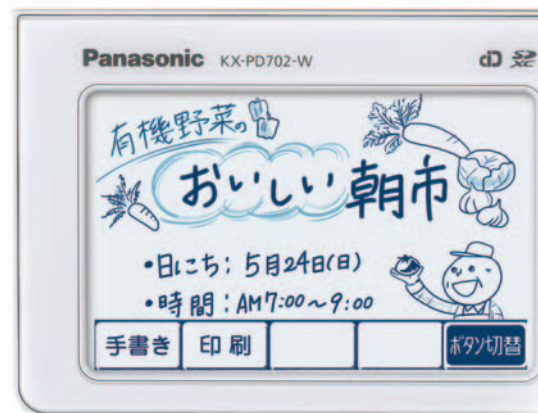 Panasonic KX-PD702-W
SDXC
有機野菜の
おいしい朝市
・日にち：5月24日(日)
・時間：AM7:00～9:00
手書き 印刷 ボタン切替